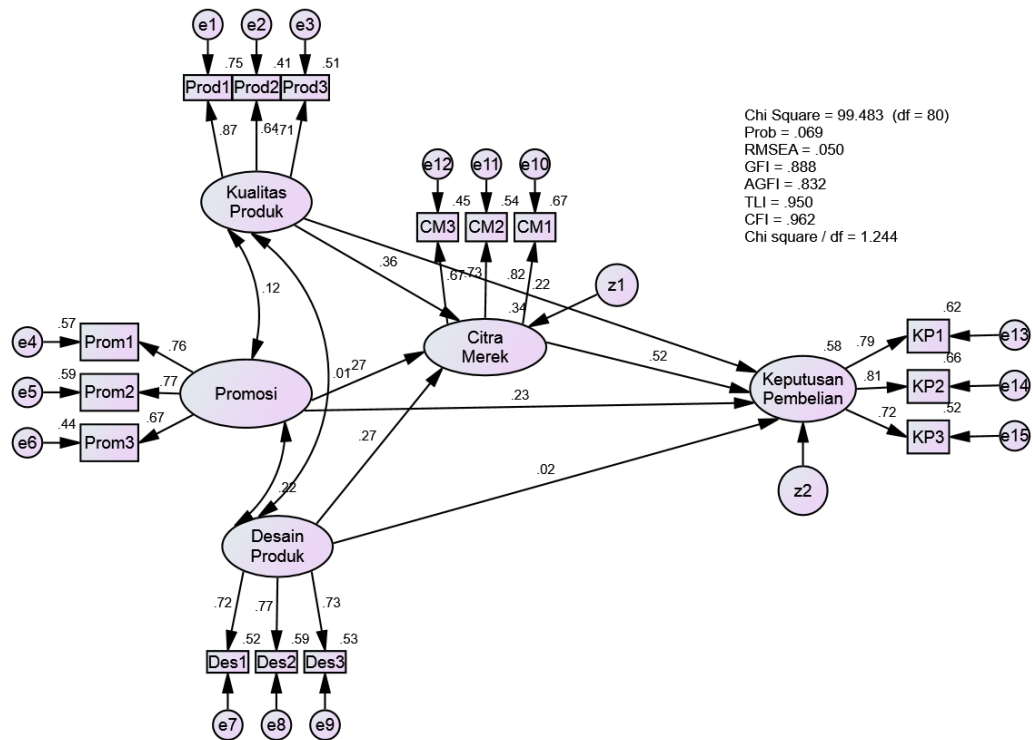 e1
e2
e3
.75
.41
.51
Prod1
Prod2
Prod3
.87
.64
.71
Kualitas
Produk
Chi Square = 99.483 (df = 80)
Prob = .069
RMSEA = .050
GFI = .888
AGFI = .832
TLI = .950
CFI = .962
Chi square / df = 1.244
e12
e11
e10
.45
.54
.67
CM3
CM2
CM1
.67
.73
.82
.22
.36
.34
z1
Citra
Merek
.12
e4
.57
Prom1
.76
e5
.59
Prom2
.77
e6
.44
Prom3
.67
Promosi
.01
.27
.52
.23
.27
.02
.22
.58
Keputusan
Pembelian
.79
.81
.72
.62
KP1
e13
.66
KP2
e14
.52
KP3
e15
z2
Desain
Produk
.72
.77
.73
.52
.59
.53
Des1
Des2
Des3
e7
e8
e9